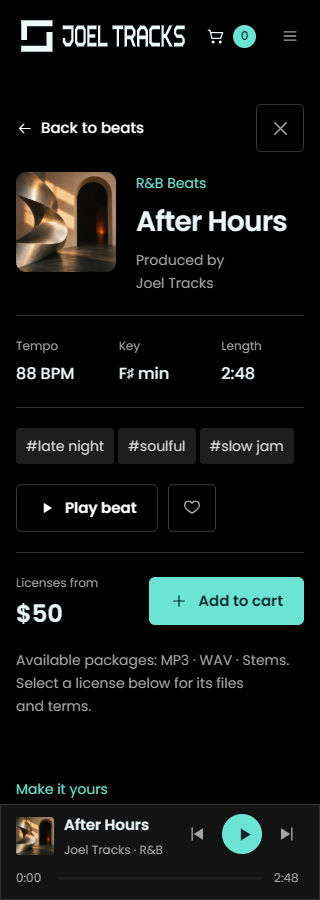 JOEL TRACKS
0
← Back to beats
R&B Beats
After Hours
Produced by
Joel Tracks
Tempo
Key
Length
88 BPM
F♯ min
2:48
#late night
#soulful
#slow jam
Play beat
Licenses from
$50
+ Add to cart
Available packages: MP3 · WAV · Stems.
Select a license below for its files
and terms.
Make it yours
After Hours
Joel Tracks · R&B
0:00
2:48